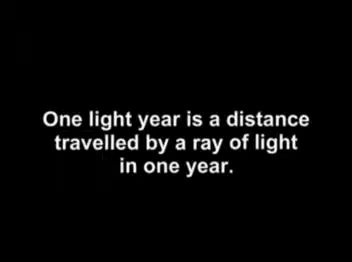 One light year is a distance
travelled by a ray of light
in one year.